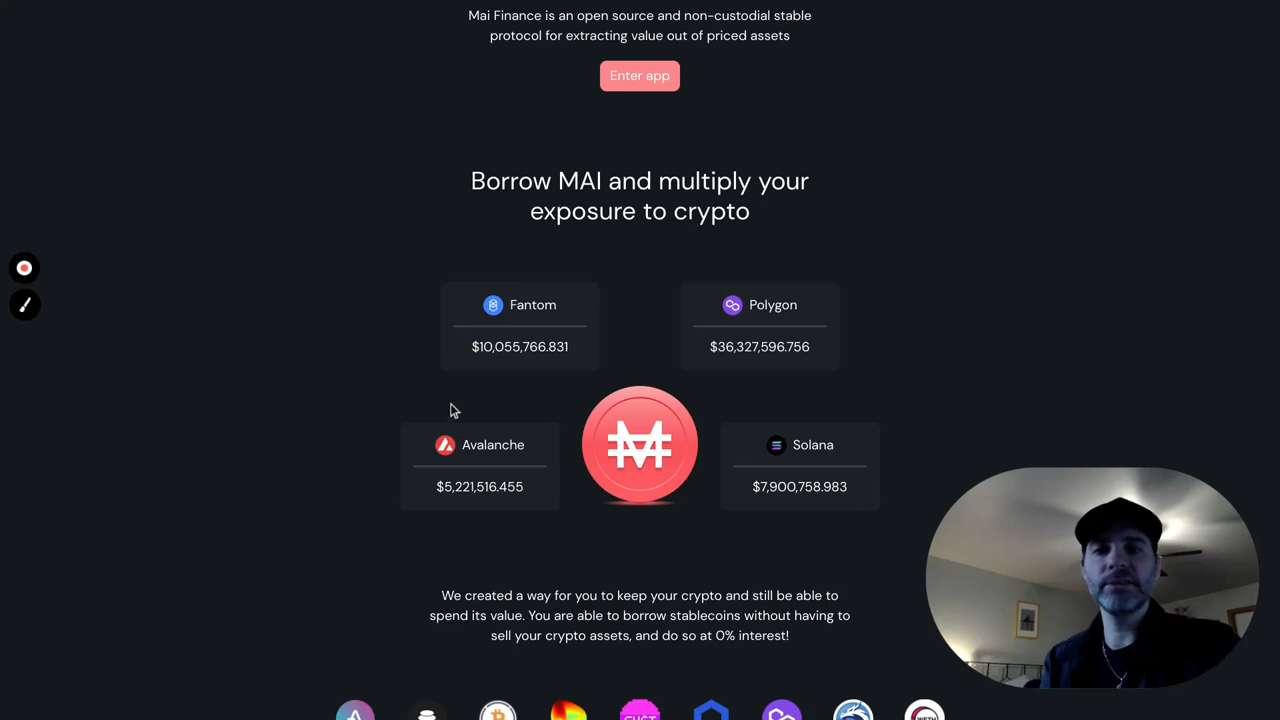 Mai Finance is an open source and non-custodial stable
protocol for extracting value out of priced assets
Enter app
Borrow MAI and multiply your
exposure to crypto
Fantom
$10,055,766.831
Polygon
$36,327,596.756
Avalanche
$5,221,516.455
Solana
$7,900,758.983
We created a way for you to keep your crypto and still be able to
spend its value. You are able to borrow stablecoins without having to
sell your crypto assets, and do so at 0% interest!
WETH